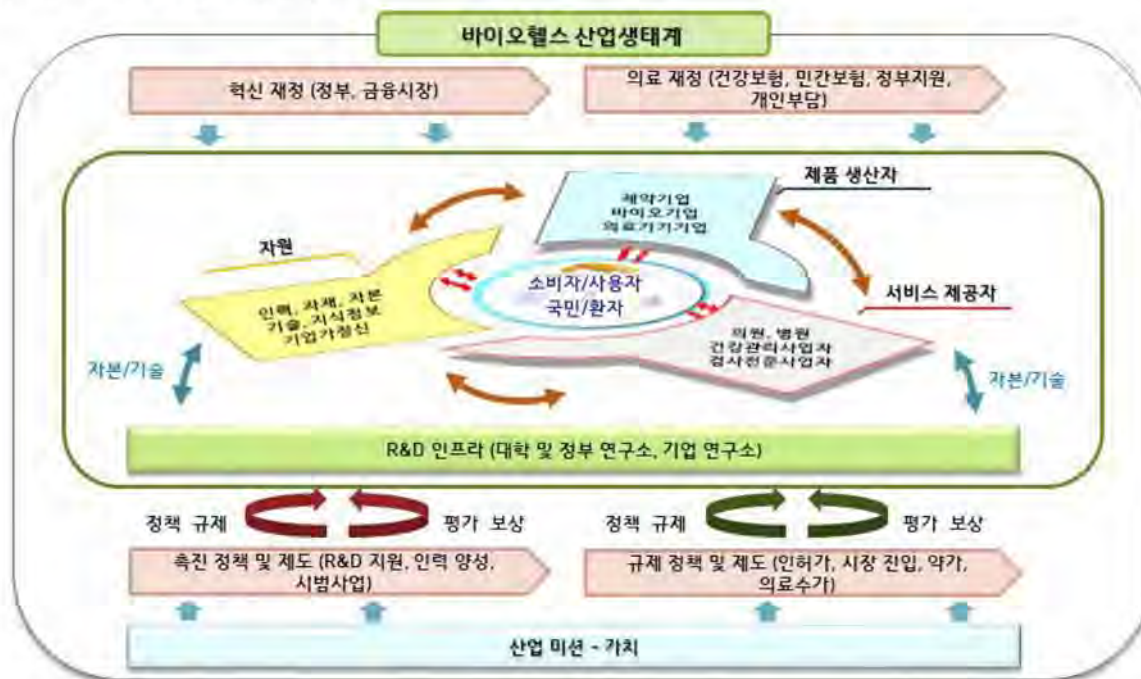 바이오헬스 산업생태계
혁신 재정 (정부, 금융시장)
의료 재정 (건강보험, 민간보험, 정부지원,
개인부담)
제품 생산자
제약기업
바이오기업
의료기기기업
자원
인력, 자재, 자본
기술, 지식정보
기업가정신
소비자/사용자
국민/환자
서비스 제공자
의원, 병원
건강관리사업자
검사전문사업자
자본/기술
자본/기술
R&D 인프라 (대학 및 정부 연구소, 기업 연구소)
정책 규제
평가 보상
정책 규제
평가 보상
촉진 정책 및 제도 (R&D 지원, 인력 양성,
시범사업)
규제 정책 및 제도 (인허가, 시장 진입, 약가,
의료수가)
산업 미션 - 가치